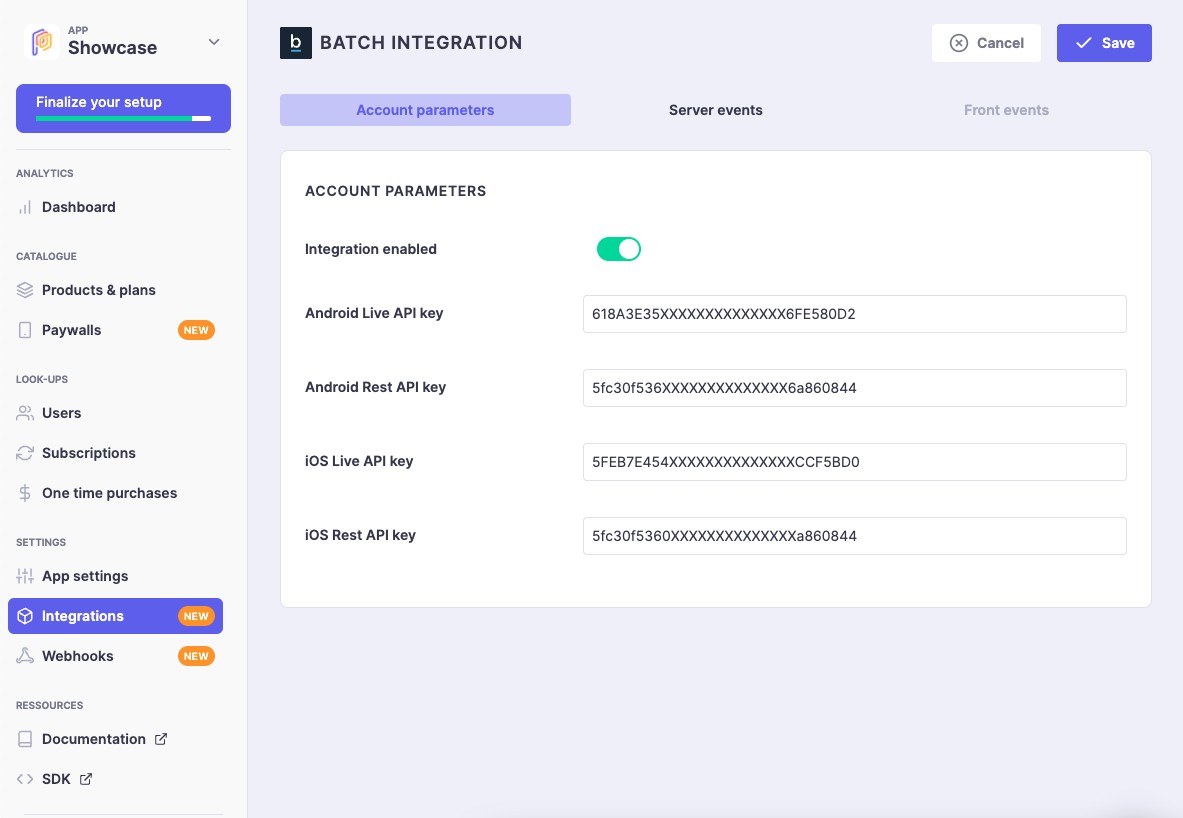 APP
Showcase
Finalize your setup
ANALYTICS
Dashboard
CATALOGUE
Products & plans
Paywalls NEW
LOOK-UPS
Users
Subscriptions
One time purchases
SETTINGS
App settings
Integrations NEW
Webhooks NEW
RESSOURCES
Documentation
SDK
b BATCH INTEGRATION
Cancel
Save
Account parameters
Server events
Front events
ACCOUNT PARAMETERS
Integration enabled
Android Live API key
618A3E35XXXXXXXXXXXXXX6FE580D2
Android Rest API key
5fc30f536XXXXXXXXXXXXXX6a860844
iOS Live API key
5FEB7E454XXXXXXXXXXXXXXCCF5BD0
iOS Rest API key
5fc30f5360XXXXXXXXXXXXXXa860844